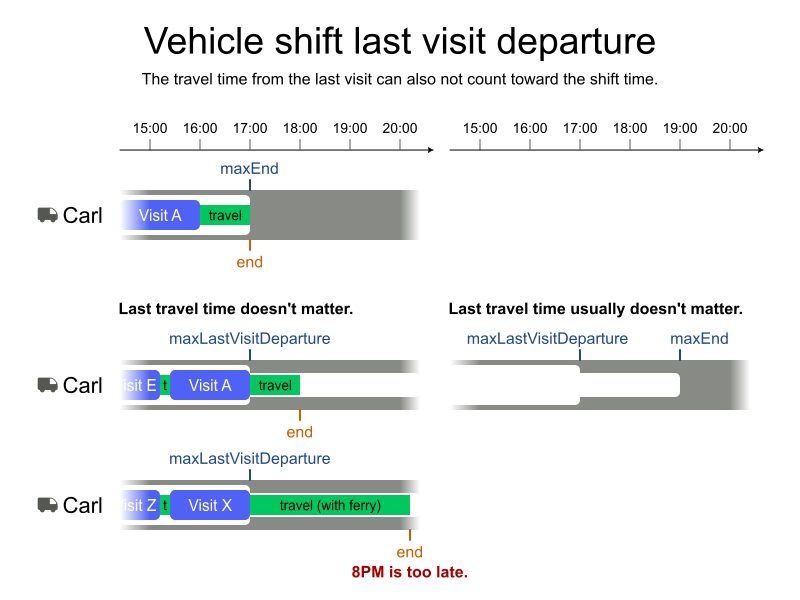 Vehicle shift last visit departure
The travel time from the last visit can also not count toward the shift time.
15:00 16:00 17:00 18:00 19:00 20:00
15:00 16:00 17:00 18:00 19:00 20:00
maxEnd
Carl
Visit A
travel
end
Last travel time doesn't matter.
Last travel time usually doesn't matter.
maxLastVisitDeparture
maxLastVisitDeparture
maxEnd
Carl
isit E
t
Visit A
travel
end
maxLastVisitDeparture
Carl
isit Z
t
Visit X
travel (with ferry)
end
8PM is too late.